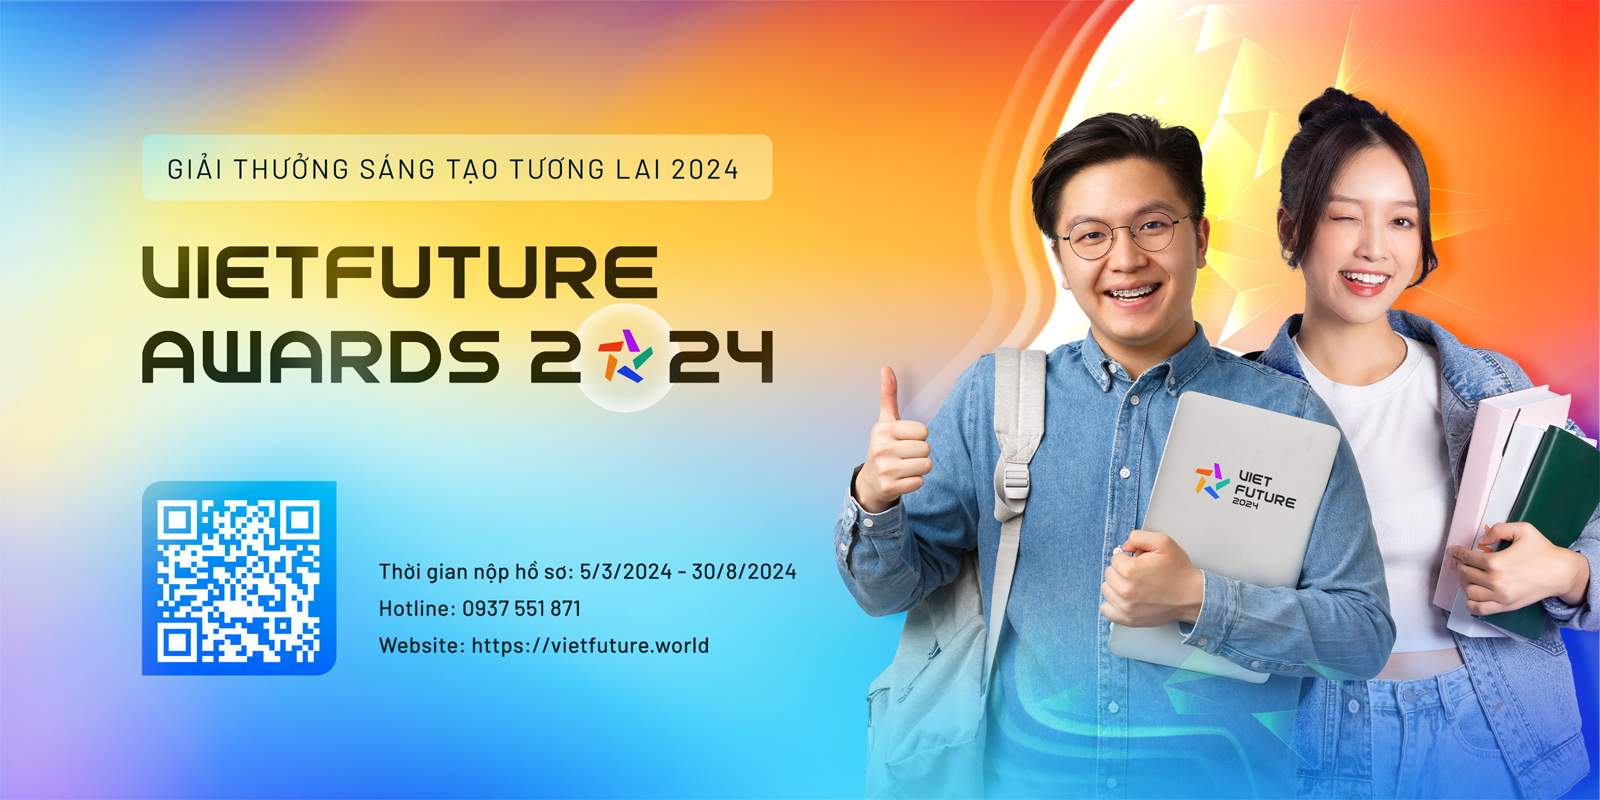 GIẢI THƯỞNG SÁNG TẠO TƯƠNG LAI 2024
VIETFUTURE
AWARDS 2024
Thời gian nộp hồ sơ: 5/3/2024 - 30/8/2024
Hotline: 0937 551 871
Website: https://vietfuture.world
VIET
FUTURE
2024